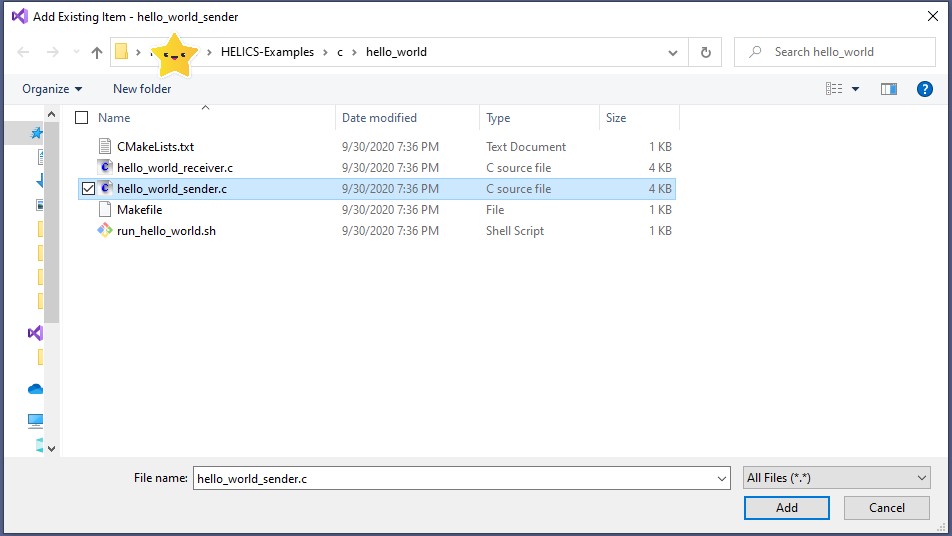 Add Existing Item - hello_world_sender
HELICS-Examples > c > hello_world
Search hello_world
Organize New folder
Name Date modified Type Size
CMakeLists.txt 9/30/2020 7:36 PM Text Document 1 KB
hello_world_receiver.c 9/30/2020 7:36 PM C source file 4 KB
hello_world_sender.c 9/30/2020 7:36 PM C source file 4 KB
Makefile 9/30/2020 7:36 PM File 1 KB
run_hello_world.sh 9/30/2020 7:36 PM Shell Script 1 KB
File name: hello_world_sender.c All Files (*.*)
Add Cancel